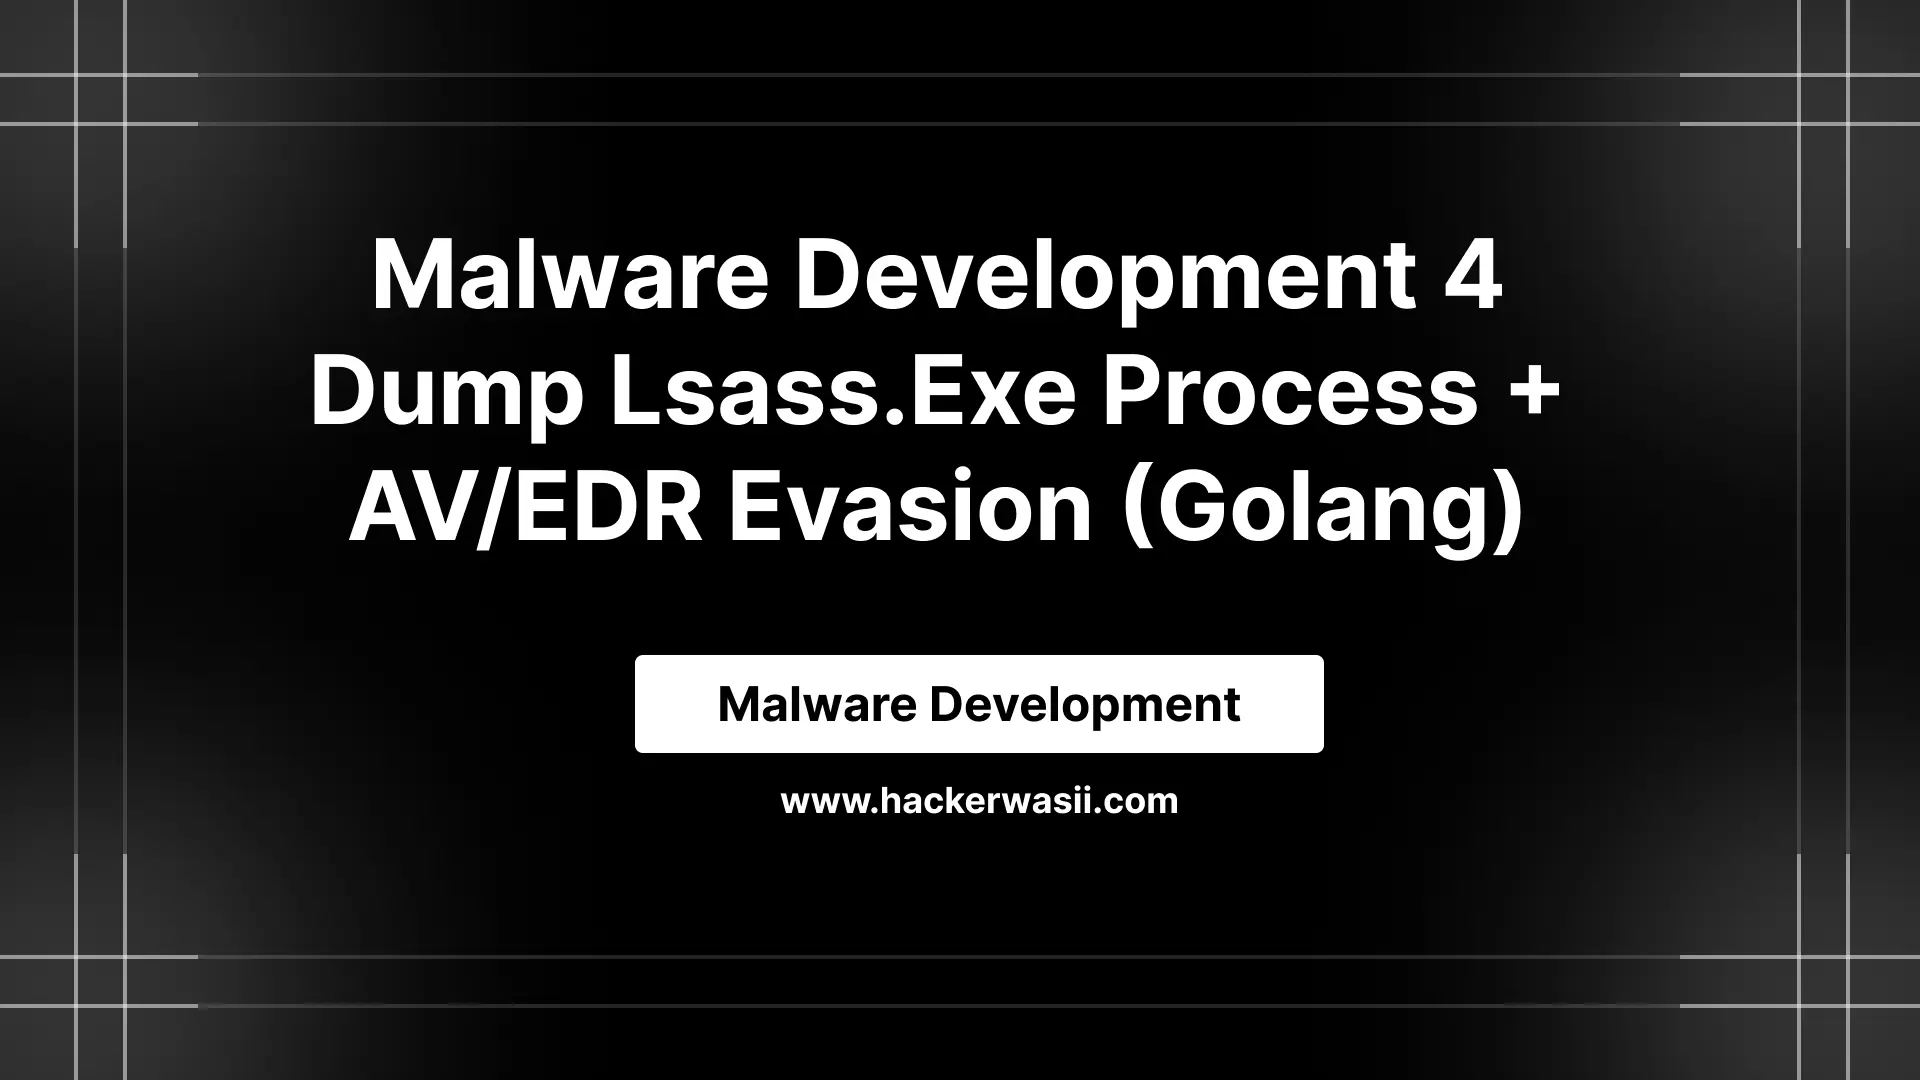 Malware Development 4
Dump Lsass.Exe Process +
AV/EDR Evasion (Golang)
Malware Development
www.hackerwasii.com